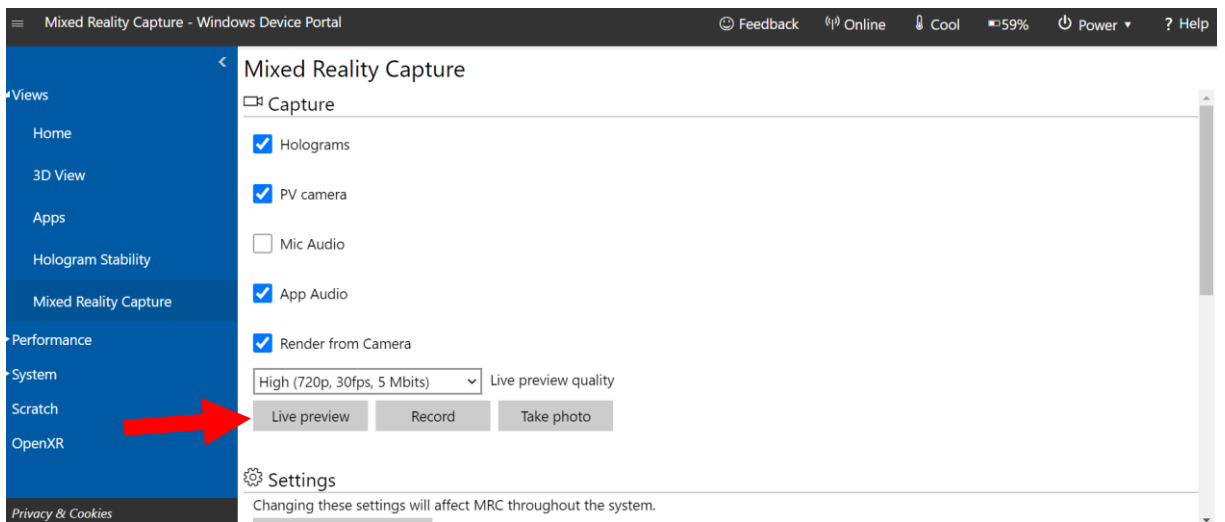 Mixed Reality Capture - Windows Device Portal
Feedback
Online
Cool
59%
Power
? Help
Views
Home
3D View
Apps
Hologram Stability
Mixed Reality Capture
Performance
System
Scratch
OpenXR
Privacy & Cookies
Mixed Reality Capture
Capture
Holograms
PV camera
Mic Audio
App Audio
Render from Camera
High (720p, 30fps, 5 Mbits) Live preview quality
Live preview Record Take photo
Settings
Changing these settings will affect MRC throughout the system.